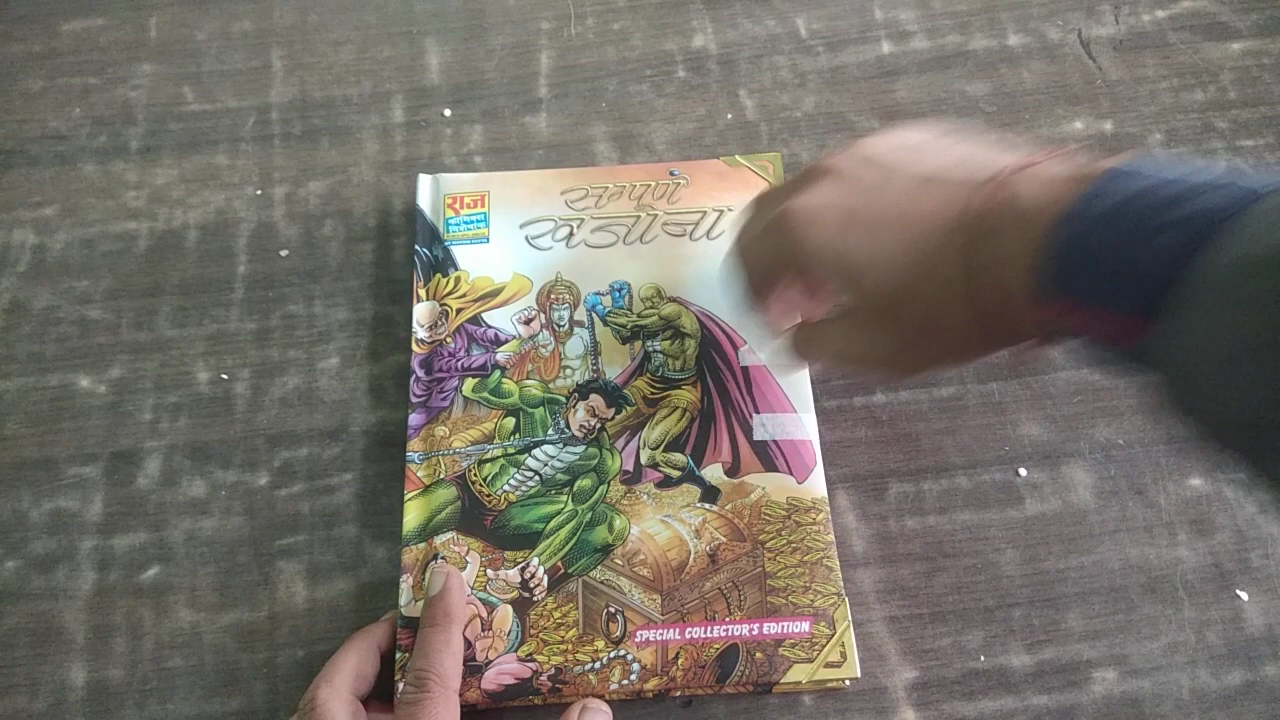 राज
कॉमिक्स
विशेषांक
सम्पूर्ण
खजाना
SPECIAL COLLECTOR'S EDITION